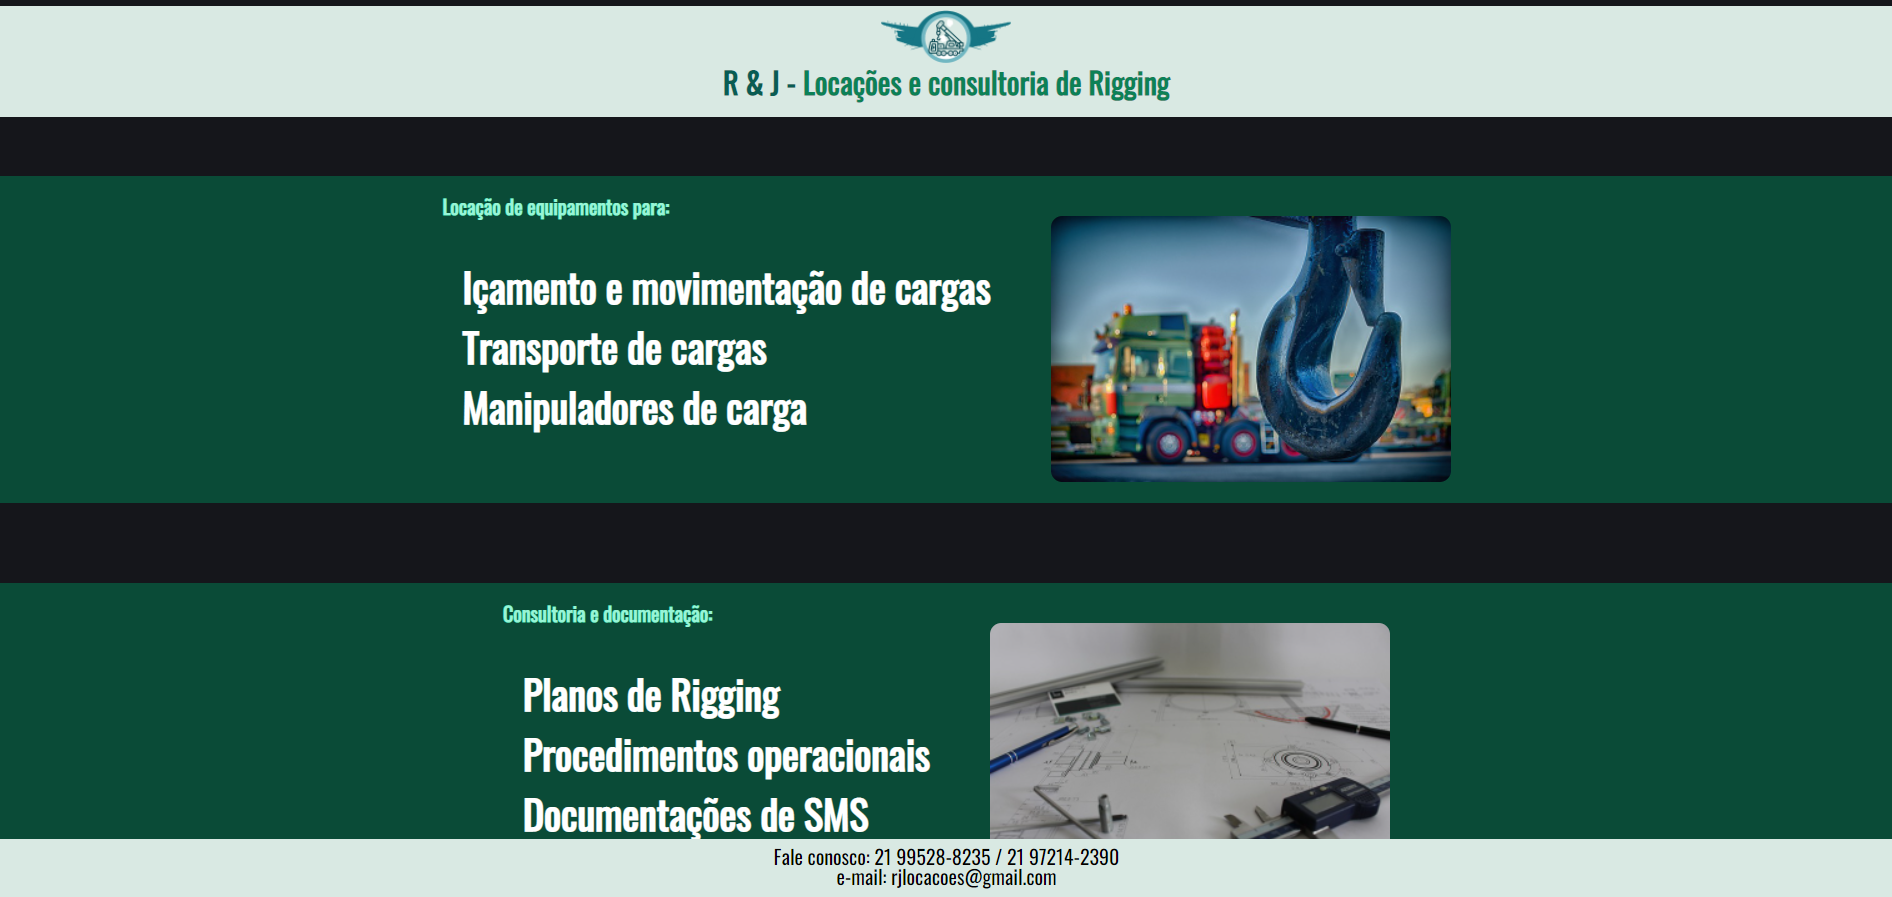 R & J - Locações e consultoria de Rigging
Locação de equipamentos para:
Içamento e movimentação de cargas
Transporte de cargas
Manipuladores de carga
Consultoria e documentação:
Planos de Rigging
Procedimentos operacionais
Documentações de SMS
Fale conosco: 21 99528-8235 / 21 97214-2390
e-mail: rjlocacoes@gmail.com